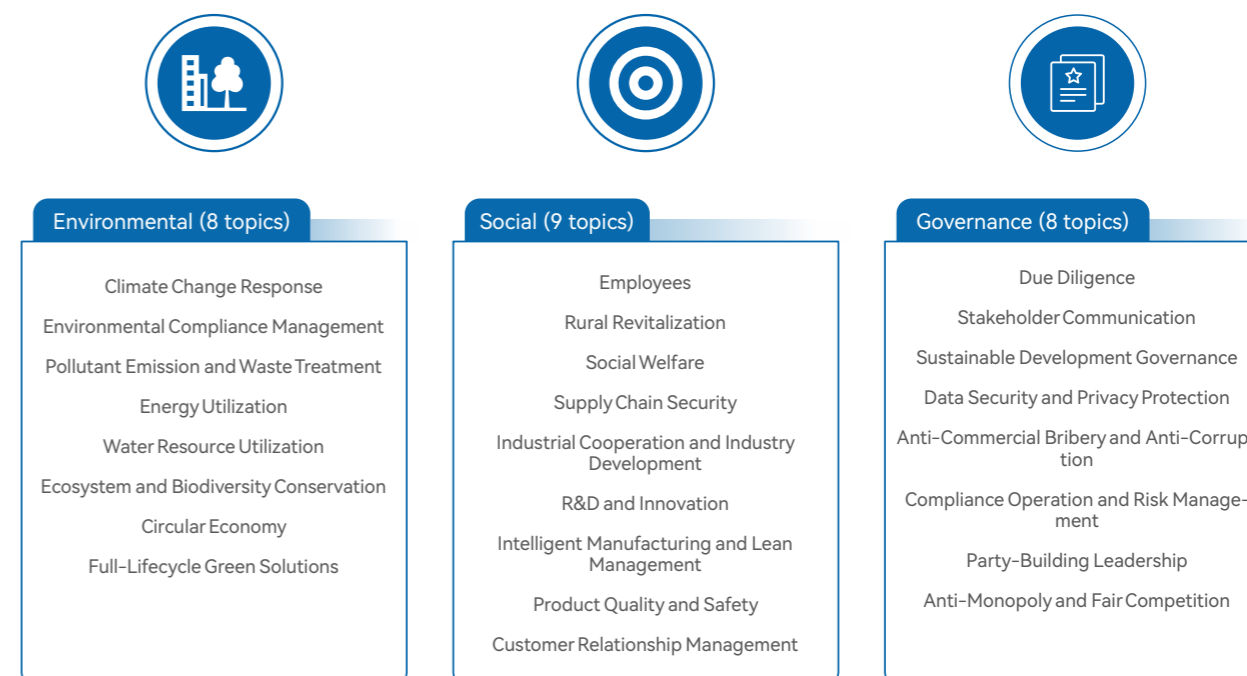 Environmental (8 topics)
Climate Change Response
Environmental Compliance Management
Pollutant Emission and Waste Treatment
Energy Utilization
Water Resource Utilization
Ecosystem and Biodiversity Conservation
Circular Economy
Full-Lifecycle Green Solutions
Social (9 topics)
Employees
Rural Revitalization
Social Welfare
Supply Chain Security
Industrial Cooperation and Industry
Development
R&D and Innovation
Intelligent Manufacturing and Lean
Management
Product Quality and Safety
Customer Relationship Management
Governance (8 topics)
Due Diligence
Stakeholder Communication
Sustainable Development Governance
Data Security and Privacy Protection
Anti-Commercial Bribery and Anti-Corrup
tion
Compliance Operation and Risk Manage-
ment
Party-Building Leadership
Anti-Monopoly and Fair Competition